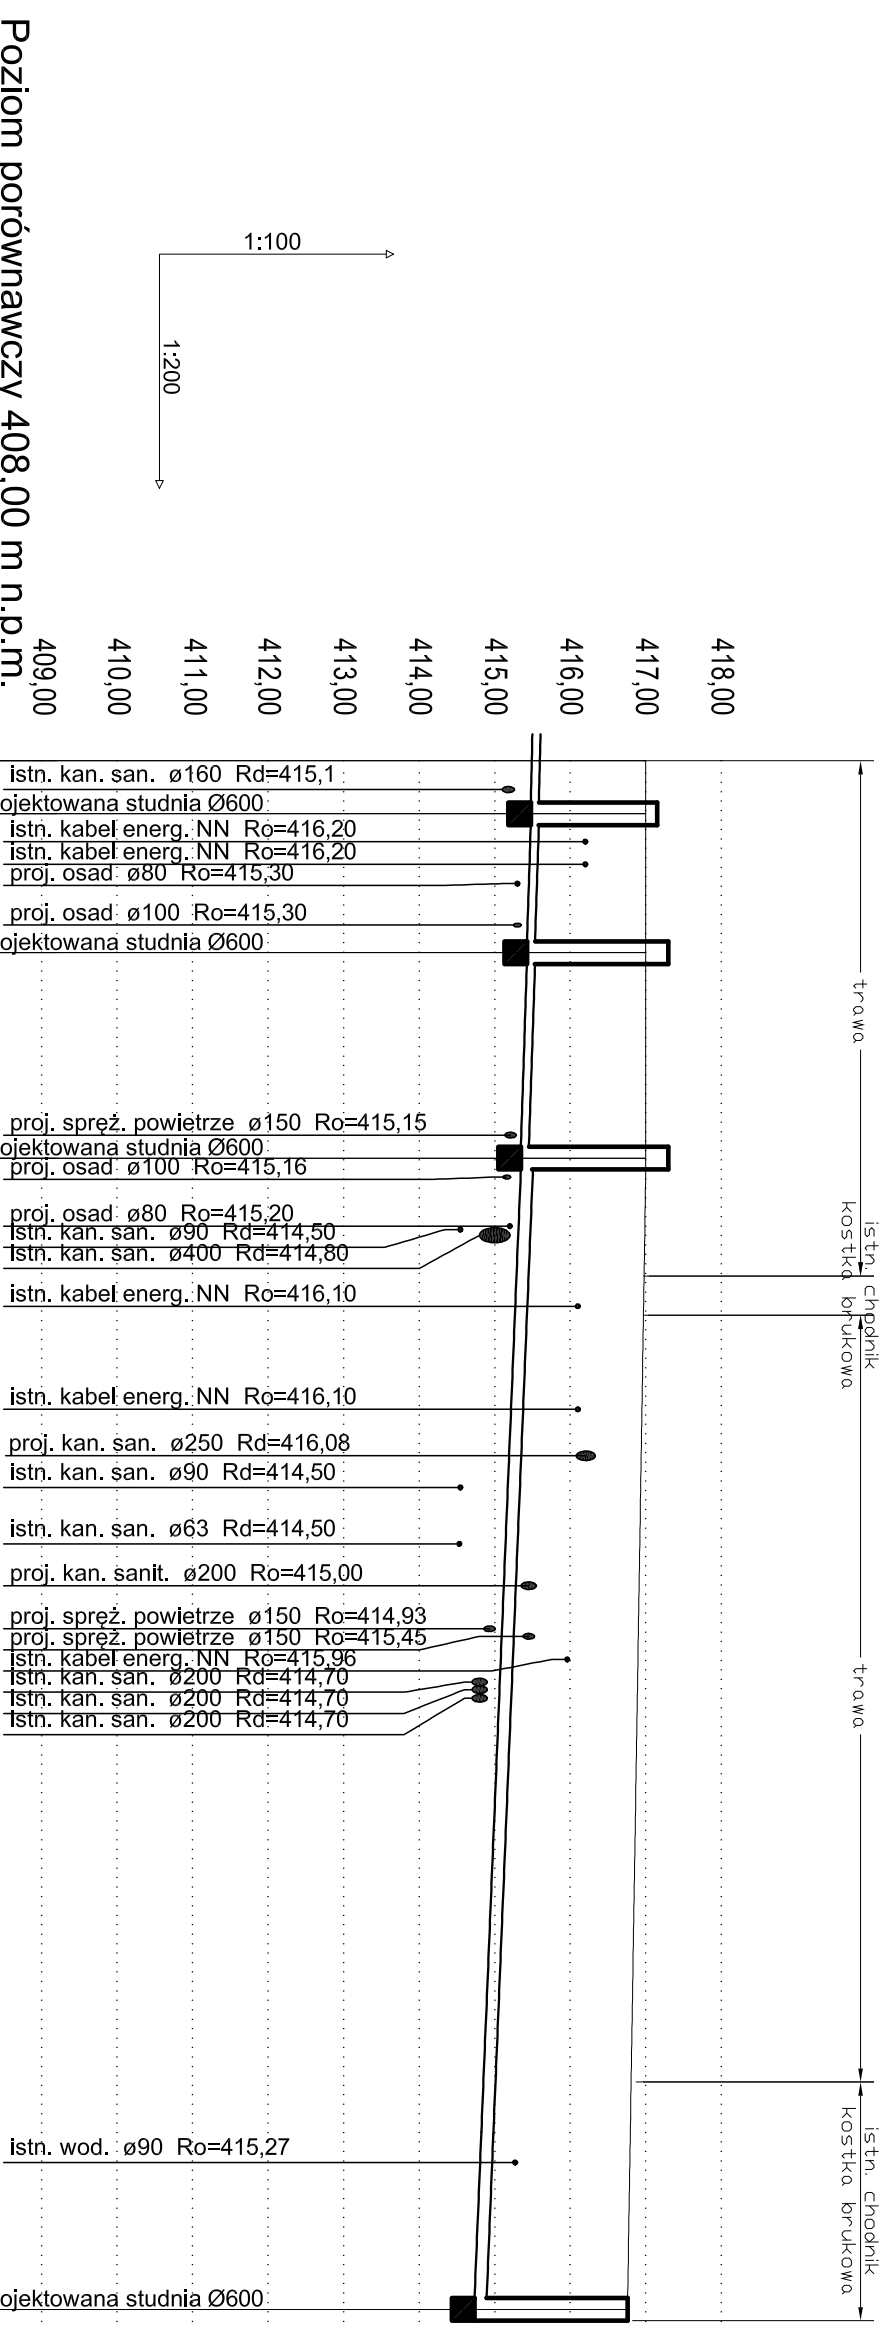 Poziom porównawczy 408,00 m n.p.m.
1:100
1:200
418,00
417,00
416,00
415,00
414,00
413,00
412,00
411,00
410,00
409,00
trawa
istn. chodnik
kostka brukowa
trawa
istn. chodnik
kostka brukowa
istn. kan. san. ø160 Rd=415,1
ojektowana studnia Ø600
istn. kabel energ. NN Ro=416,20
istn. kabel energ. NN Ro=416,20
proj. osad ø80 Ro=415,30
proj. osad ø100 Ro=415,30
ojektowana studnia Ø600
proj. spręż. powietrze ø150 Ro=415,15
ojektowana studnia Ø600
proj. osad ø100 Ro=415,16
proj. osad ø80 Ro=415,20
istn. kan. san. ø90 Rd=414,50
istn. kan. san. ø400 Rd=414,80
istn. kabel energ. NN Ro=416,10
istn. kabel energ. NN Ro=416,10
proj. kan. san. ø250 Rd=416,08
istn. kan. san. ø90 Rd=414,50
istn. kan. san. ø63 Rd=414,50
proj. kan. sanit. ø200 Ro=415,00
proj. spręż. powietrze ø150 Ro=414,93
proj. spręż. powietrze ø150 Ro=415,45
istn. kabel energ. NN Ro=415,96
istn. kan. san. ø200 Rd=414,70
istn. kan. san. ø200 Rd=414,70
istn. kan. san. ø200 Rd=414,70
istn. wod. ø90 Ro=415,27
ojektowana studnia Ø600